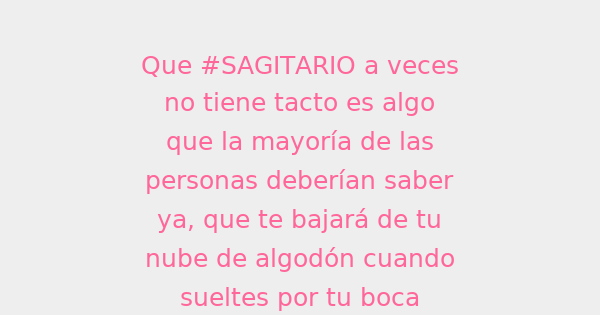 Que #SAGITARIO a veces
no tiene tacto es algo
que la mayoría de las
personas deberían saber
ya, que te bajará de tu
nube de algodón cuando
sueltes por tu boca